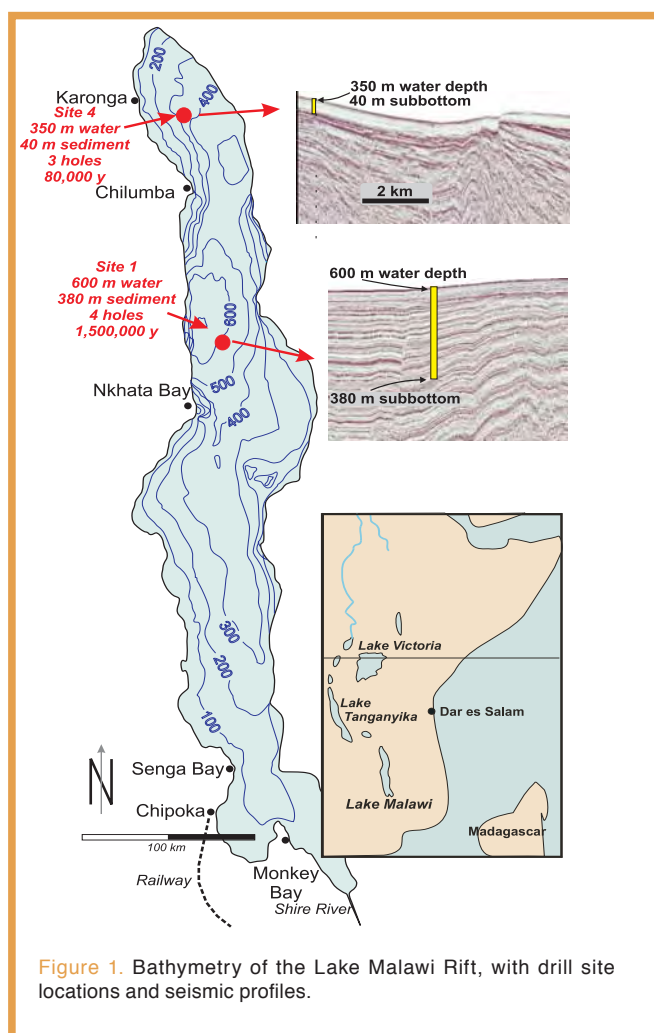 200
400
Karonga
Site 4
350 m water
40 m sediment
3 holes
80,000 y
Chilumba
350 m water depth
40 m subbottom
2 km
Site 1
600 m water
380 m sediment
4 holes
1,500,000 y
600
600 m water depth
380 m subbottom
500
400
Nkhata Bay
300
200
100
Lake Victoria
Lake
Tanganyika
Dar es Salam
Lake Malawi
Madagascar
N
Senga Bay
Chipoka
100 km
Railway
Monkey
Bay
Shire River
Figure 1. Bathymetry of the Lake Malawi Rift, with drill site
locations and seismic profiles.